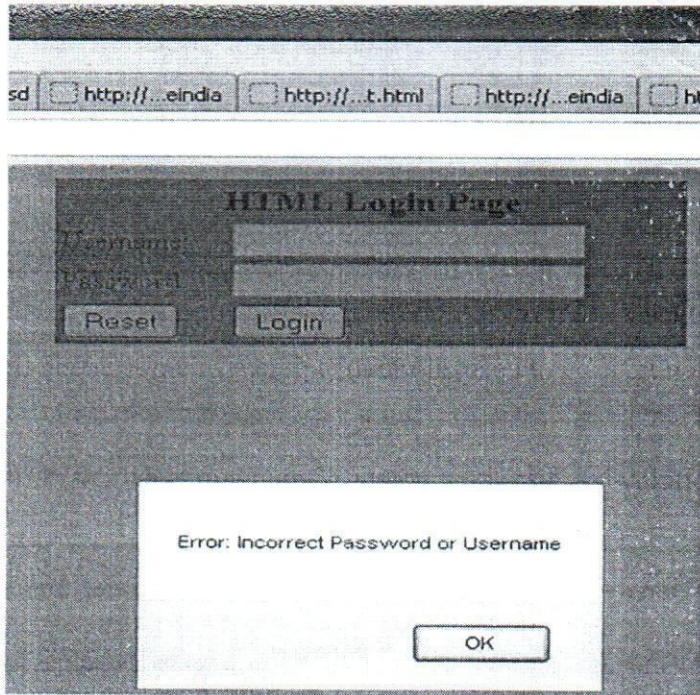 sd http://...eindia http://...t.html http://...eindia ht
HTML Login Page
Username:
Password
Reset Login
Error: Incorrect Password or Username
OK